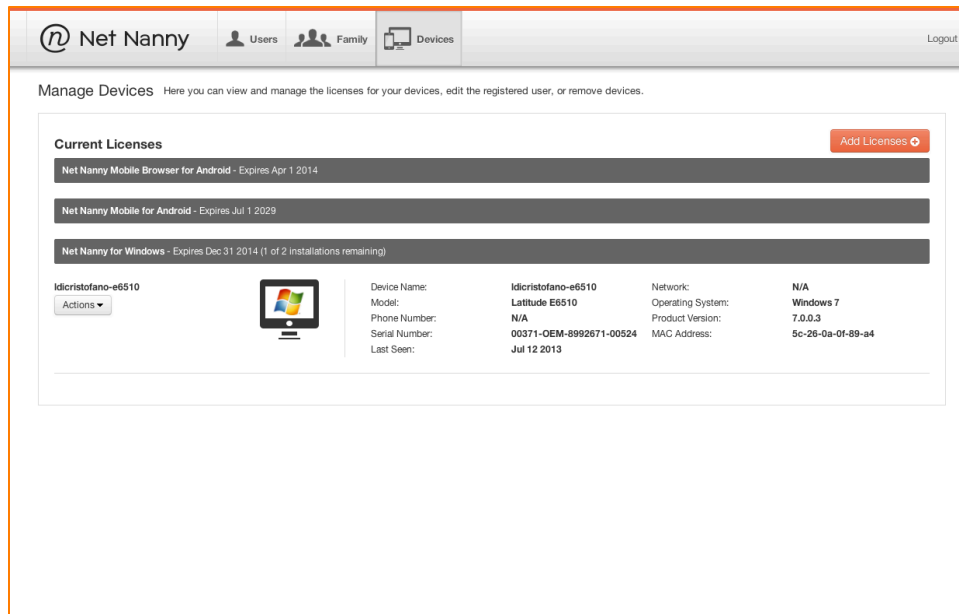 Net Nanny
Users
Family
Devices
Logout
Manage Devices Here you can view and manage the licenses for your devices, edit the registered user, or remove devices.
Current Licenses
Add Licenses
Net Nanny Mobile Browser for Android - Expires Apr 1 2014
Net Nanny Mobile for Android - Expires Jul 1 2029
Net Nanny for Windows - Expires Dec 31 2014 (1 of 2 installations remaining)
ldicristofano-e6510
Actions
Device Name: ldicristofano-e6510
Model: Latitude E6510
Phone Number: N/A
Serial Number: 00371-OEM-8992671-00524
Last Seen: Jul 12 2013
Network: N/A
Operating System: Windows 7
Product Version: 7.0.0.3
MAC Address: 5c-26-0a-0f-89-a4